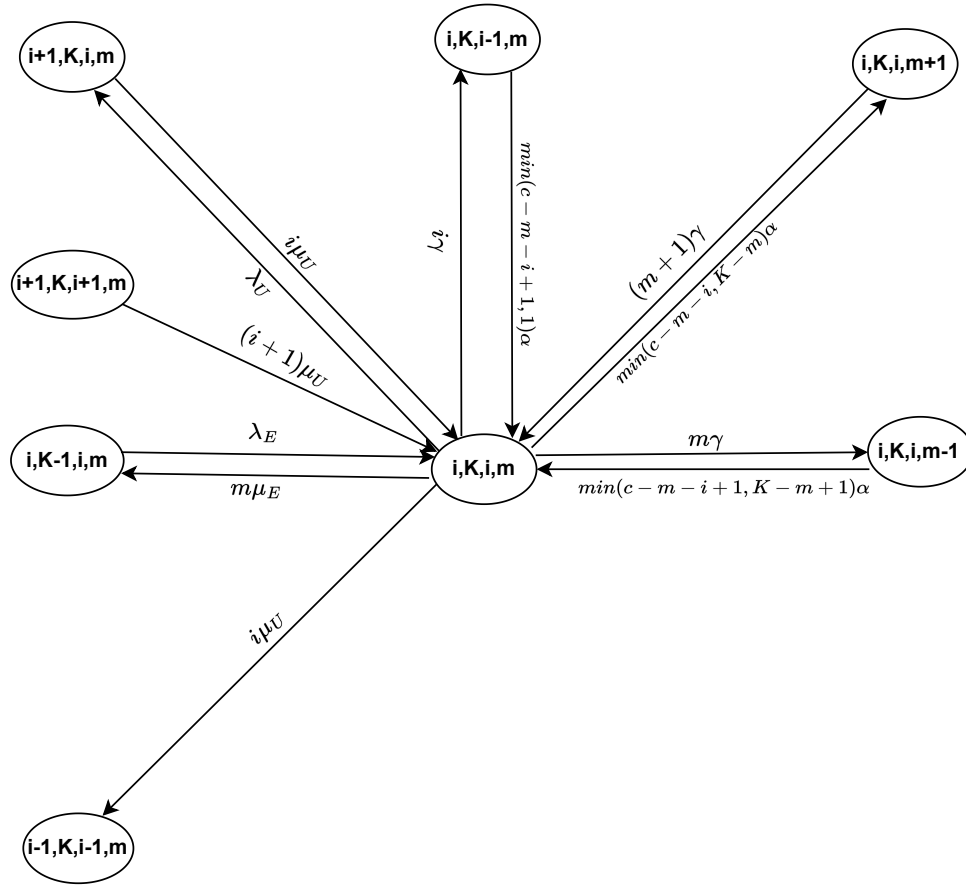 i+1,K,i,m
i,K,i-1,m
i,K,i,m+1
iμ_U
λ_U
iγ
min(c − m − i + 1, 1)α
(m + 1)γ
min(c − m − i, K − m)α
i+1,K,i+1,m
(i + 1)μ_U
i,K-1,i,m
λ_E
mμ_E
i,K,i,m
mγ
min(c − m − i + 1, K − m + 1)α
i,K,i,m-1
iμ_U
i-1,K,i-1,m